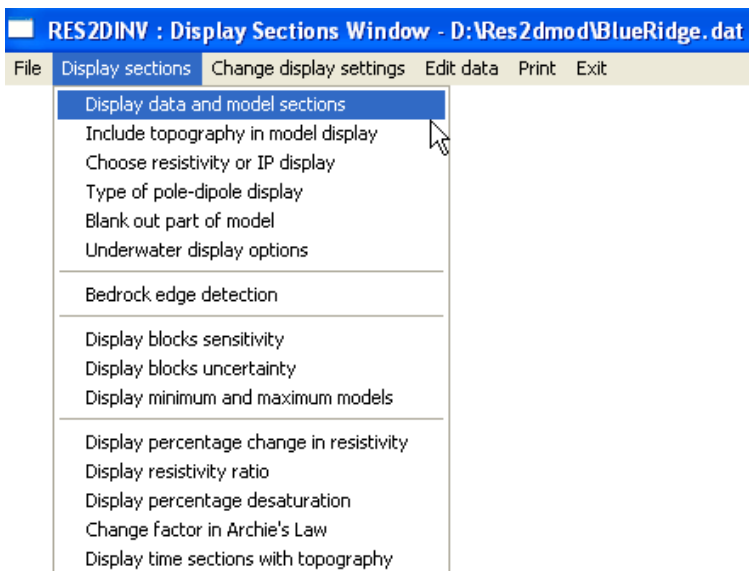 RES2DINV : Display Sections Window - D:\Res2dmod\BlueRidge.dat
File Display sections Change display settings Edit data Print Exit
Display data and model sections
Include topography in model display
Choose resistivity or IP display
Type of pole-dipole display
Blank out part of model
Underwater display options
Bedrock edge detection
Display blocks sensitivity
Display blocks uncertainty
Display minimum and maximum models
Display percentage change in resistivity
Display resistivity ratio
Display percentage desaturation
Change factor in Archie's Law
Display time sections with topography